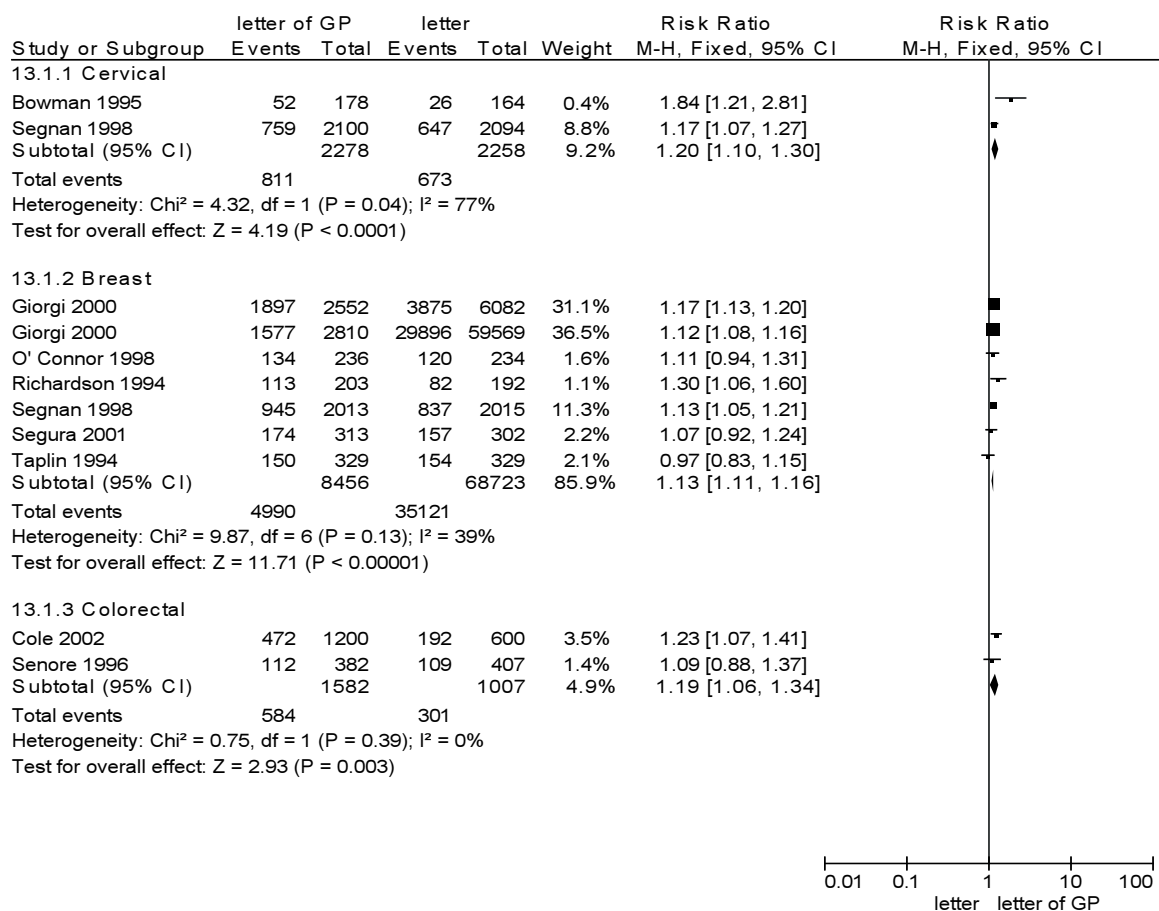 letter of GP letter Risk Ratio Risk Ratio
Study or Subgroup Events Total Events Total Weight M-H, Fixed, 95% CI M-H, Fixed, 95% CI
13.1.1 Cervical
Bowman 1995 52 178 26 164 0.4% 1.84 [1.21, 2.81]
Segnan 1998 759 2100 647 2094 8.8% 1.17 [1.07, 1.27]
Subtotal (95% CI) 2278 2258 9.2% 1.20 [1.10, 1.30]
Total events 811 673
Heterogeneity: Chi² = 4.32, df = 1 (P = 0.04); I² = 77%
Test for overall effect: Z = 4.19 (P < 0.0001)
13.1.2 Breast
Giorgi 2000 1897 2552 3875 6082 31.1% 1.17 [1.13, 1.20]
Giorgi 2000 1577 2810 29896 59569 36.5% 1.12 [1.08, 1.16]
O' Connor 1998 134 236 120 234 1.6% 1.11 [0.94, 1.31]
Richardson 1994 113 203 82 192 1.1% 1.30 [1.06, 1.60]
Segnan 1998 945 2013 837 2015 11.3% 1.13 [1.05, 1.21]
Segura 2001 174 313 157 302 2.2% 1.07 [0.92, 1.24]
Taplin 1994 150 329 154 329 2.1% 0.97 [0.83, 1.15]
Subtotal (95% CI) 8456 68723 85.9% 1.13 [1.11, 1.16]
Total events 4990 35121
Heterogeneity: Chi² = 9.87, df = 6 (P = 0.13); I² = 39%
Test for overall effect: Z = 11.71 (P < 0.00001)
13.1.3 Colorectal
Cole 2002 472 1200 192 600 3.5% 1.23 [1.07, 1.41]
Senore 1996 112 382 109 407 1.4% 1.09 [0.88, 1.37]
Subtotal (95% CI) 1582 1007 4.9% 1.19 [1.06, 1.34]
Total events 584 301
Heterogeneity: Chi² = 0.75, df = 1 (P = 0.39); I² = 0%
Test for overall effect: Z = 2.93 (P = 0.003)
0.01 0.1 1 10 100
letter letter of GP